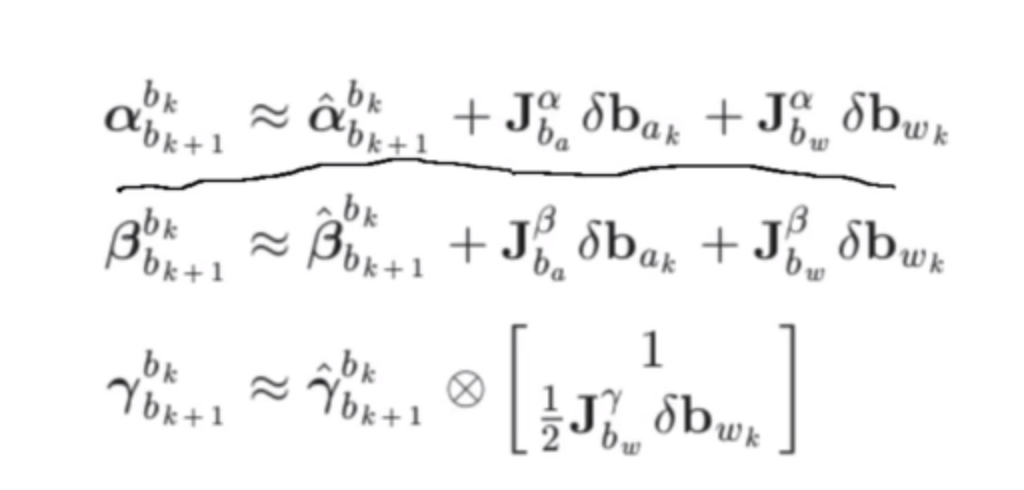 $\boldsymbol{\alpha}_{b_{k+1}}^{b_k} \approx \hat{\boldsymbol{\alpha}}_{b_{k+1}}^{b_k} + \mathbf{J}_{b_a}^{\alpha} \delta \mathbf{b}_{a_k} + \mathbf{J}_{b_w}^{\alpha} \delta \mathbf{b}_{w_k}$
$\boldsymbol{\beta}_{b_{k+1}}^{b_k} \approx \hat{\boldsymbol{\beta}}_{b_{k+1}}^{b_k} + \mathbf{J}_{b_a}^{\beta} \delta \mathbf{b}_{a_k} + \mathbf{J}_{b_w}^{\beta} \delta \mathbf{b}_{w_k}$
$\boldsymbol{\gamma}_{b_{k+1}}^{b_k} \approx \hat{\boldsymbol{\gamma}}_{b_{k+1}}^{b_k} \otimes \begin{bmatrix} 1 \\ \frac{1}{2} \mathbf{J}_{b_w}^{\gamma} \delta \mathbf{b}_{w_k} \end{bmatrix}$